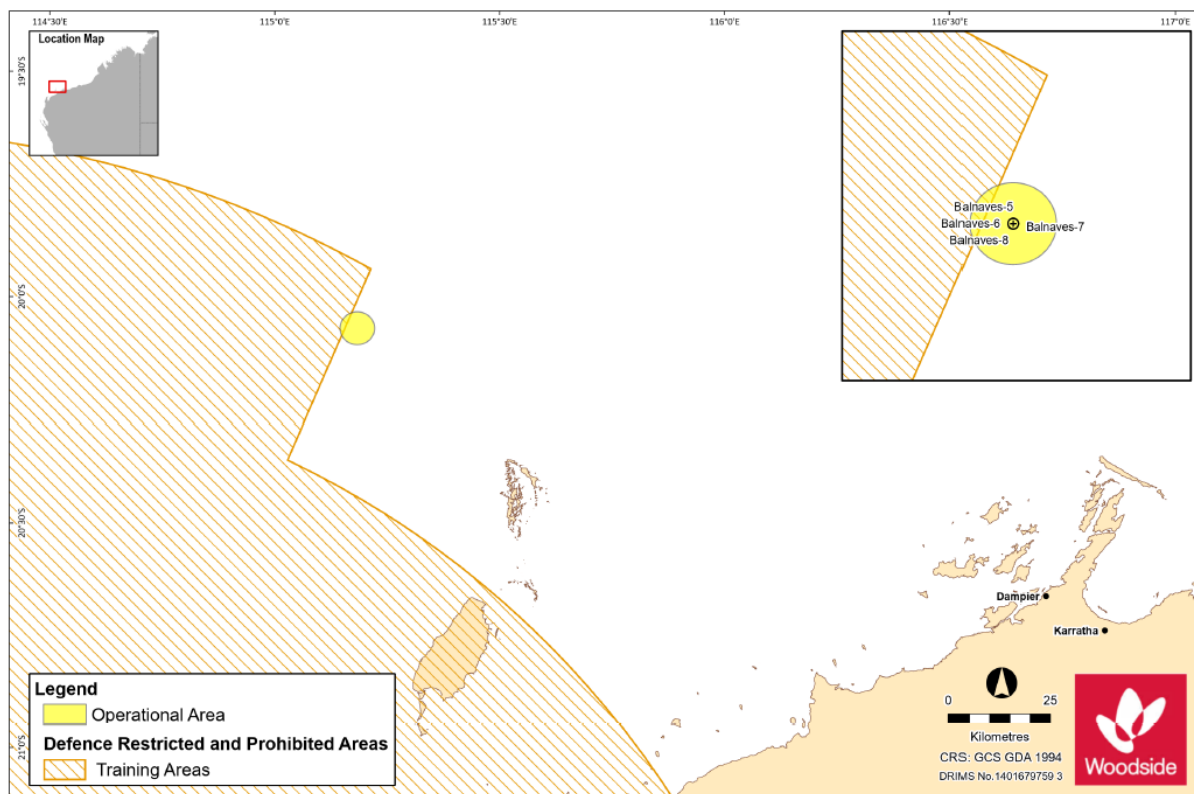 114°30'E
115°0'E
115°30'E
116°0'E
116°30'E
117°0'E
Location Map
19°30'S
20°0'S
20°30'S
21°0'S
Balnaves-5
Balnaves-6
Balnaves-7
Balnaves-8
Dampier
Karratha
Legend
Operational Area
Defence Restricted and Prohibited Areas
Training Areas
0 25
Kilometres
CRS: GCS GDA 1994
DRIMS No.1401679759 3
Woodside